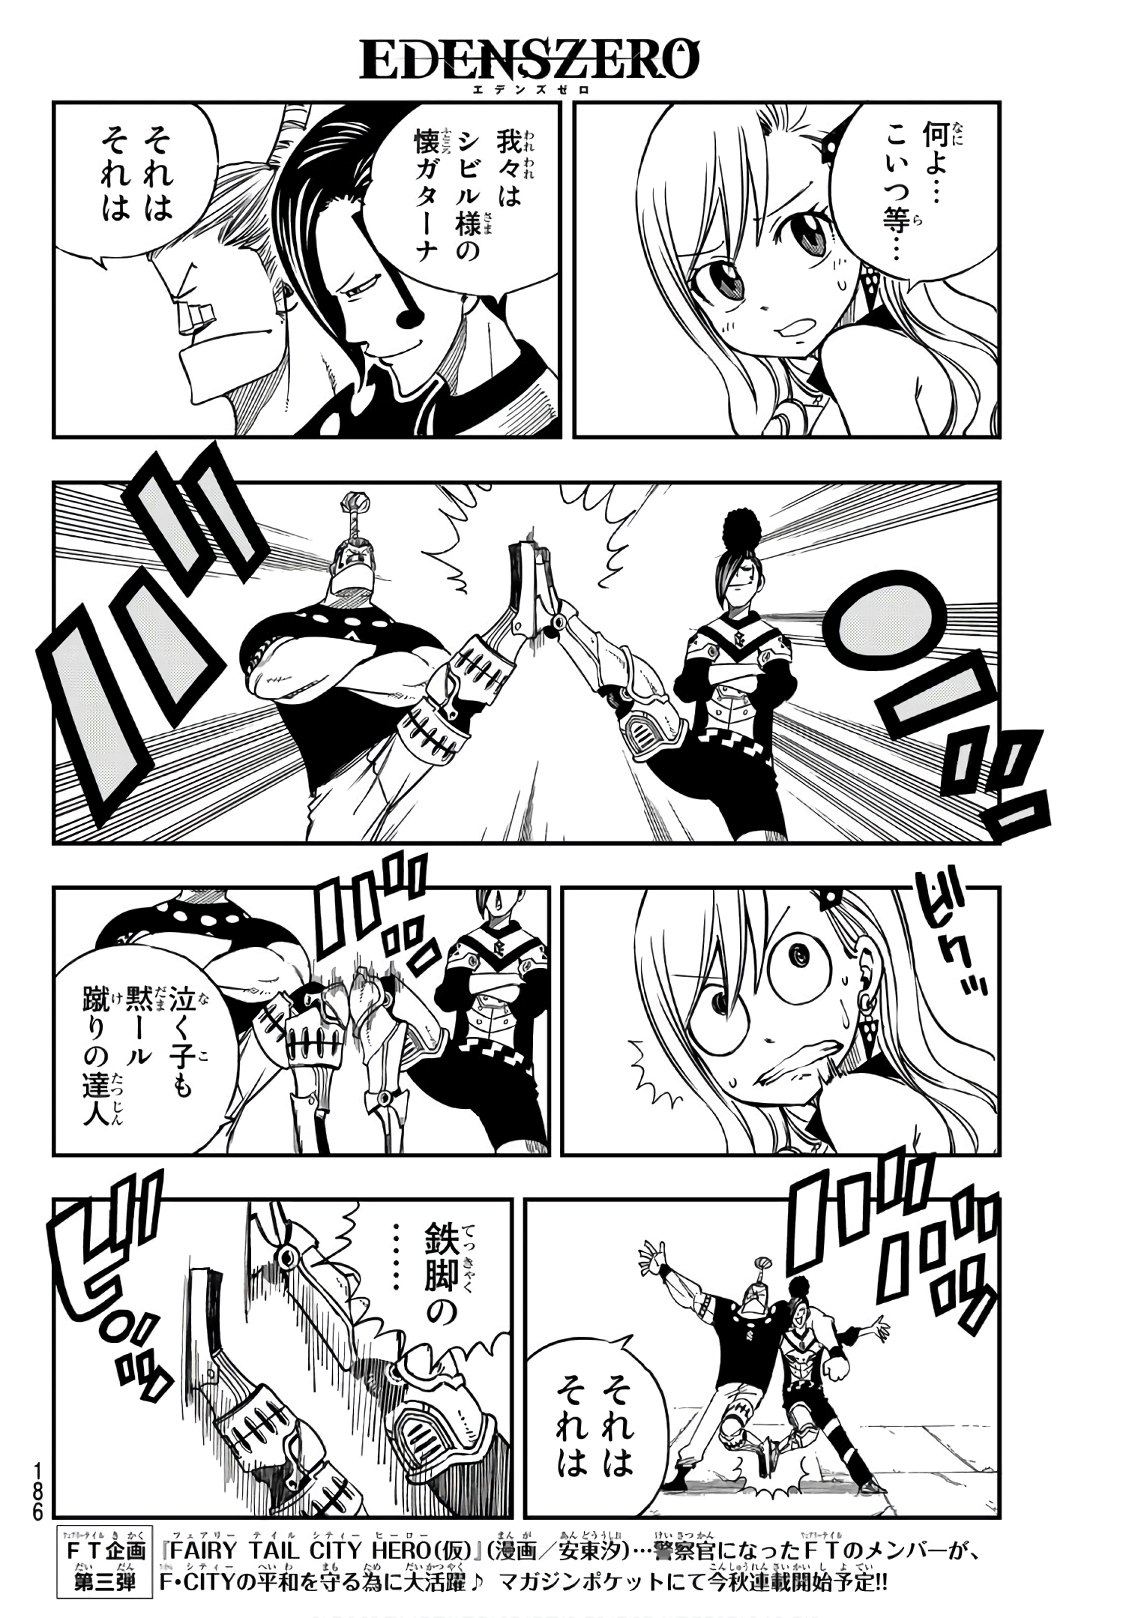 EDENSZERO
エデンズゼロ
何よ…
こいつ等…
我々は
シビル様の
懐ガターナ
それは
それは
ビクッ
泣く子も
黙ール
蹴りの達人
それは
それは
鉄脚の
……
186
FT企画
第三弾
『FAIRY TAIL CITY HERO(仮)』(漫画／安東汐)…警察官になったFTのメンバーが、
F・CITYの平和を守る為に大活躍♪ マガジンポケットにて今秋連載開始予定!!